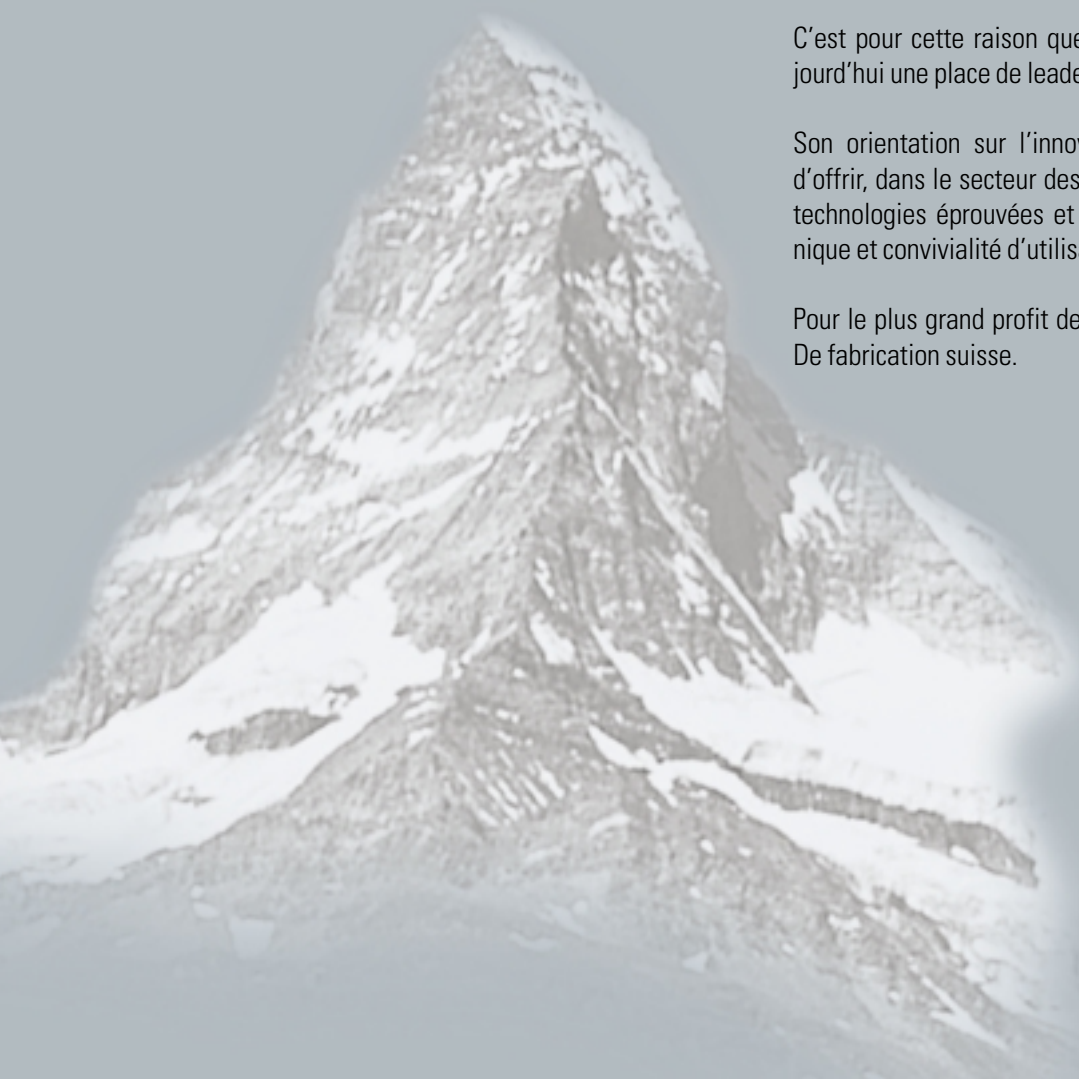 C’est pour cette raison que
jourd’hui une place de leade
Son orientation sur l’inno
d’offrir, dans le secteur des
technologies éprouvées et
nique et convivialité d’utilis
Pour le plus grand profit de
De fabrication suisse.